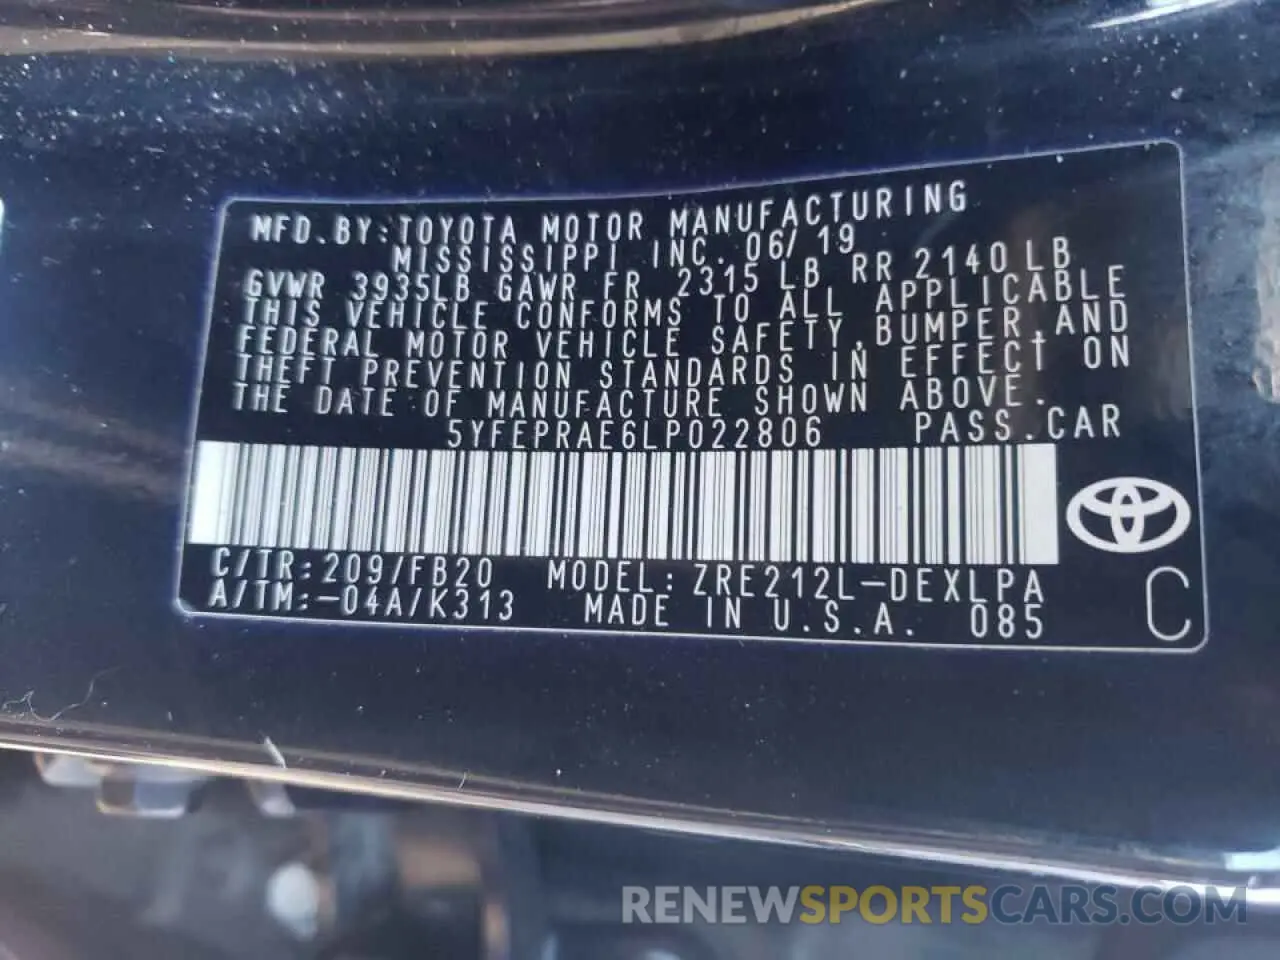 MFD. BY: TOYOTA MOTOR MANUFACTURING
MISSISSIPPI INC. 06/19
GVWR 3935LB GAWR FR 2315 LB RR 2140 LB
THIS VEHICLE CONFORMS TO ALL APPLICABLE
FEDERAL MOTOR VEHICLE SAFETY, BUMPER, AND
THEFT PREVENTION STANDARDS IN EFFECT ON
THE DATE OF MANUFACTURE SHOWN ABOVE.
5YFEPRAE6LP022806 PASS. CAR
C/TR: 209/FB20 MODEL: ZRE212L-DEXLPA
A/TM: -04A/K313 MADE IN U.S.A. 085 C
RENEWSPORTSCARS.COM